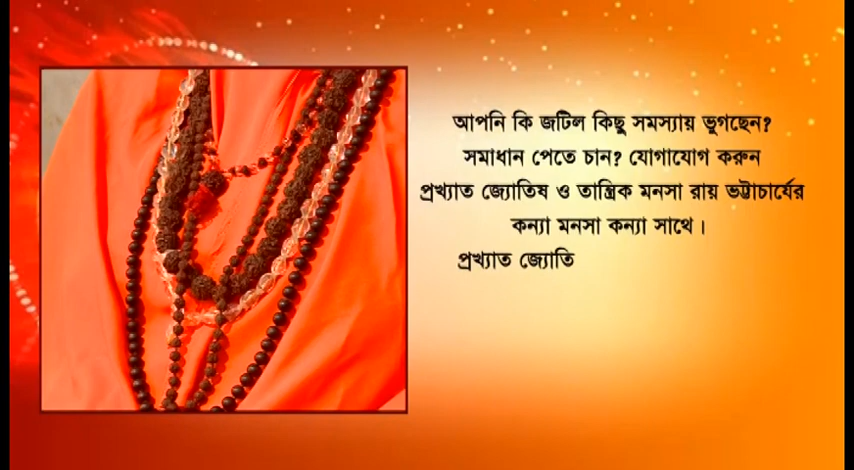 আপনি কি জটিল কিছু সমস্যায় ভুগছেন?
সমাধান পেতে চান? যোগাযোগ করুন
প্রখ্যাত জ্যোতিষ ও তান্ত্রিক মনসা রায় ভট্টাচার্যের
কন্যা মনসা কন্যা সাথে।
প্রখ্যাত জ্যোতি